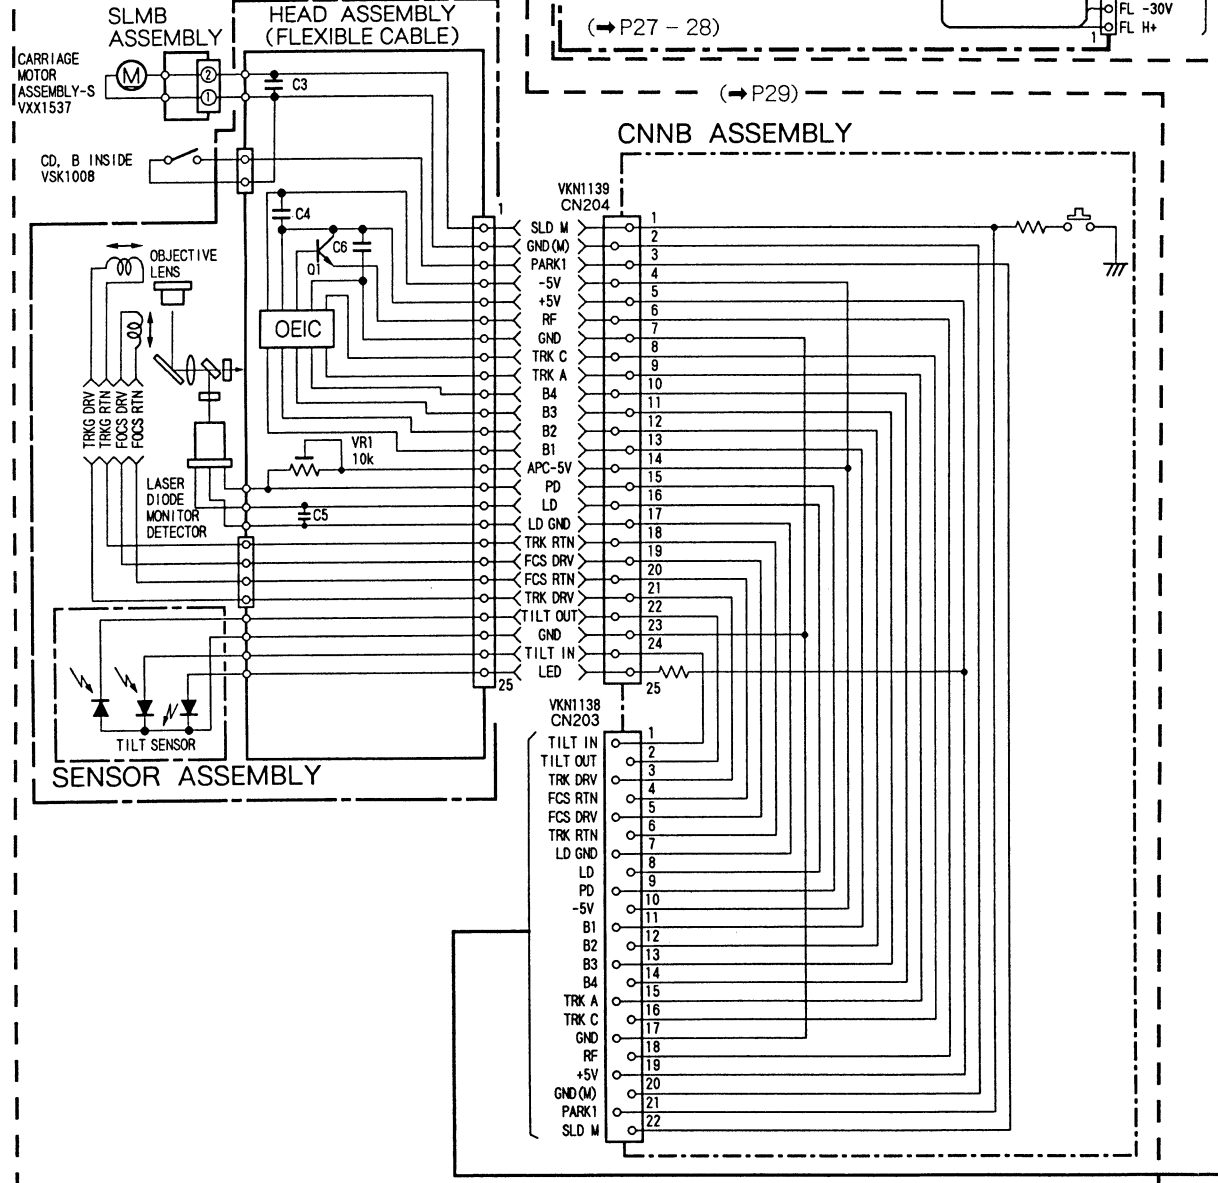 SLMB
ASSEMBLY
HEAD ASSEMBLY
(FLEXIBLE CABLE)
CARRIAGE
MOTOR
ASSEMBLY-S
VXX1537
M
2
1
C3
CD, B INSIDE
VSK1008
(➡P27 – 28)
FL -30V
FL H+
1
(➡P29)
CNNB ASSEMBLY
VKN1139
CN204
C4
C6
Q1
OEIC
OBJECTIVE
LENS
TRKG DRV
TRKG RTN
FOCS DRV
FOCS RTN
VR1
10k
C5
LASER
DIODE
MONITOR
DETECTOR
TILT SENSOR
SENSOR ASSEMBLY
1
25
SLD M 1
GND(M) 2
PARK1 3
-5V 4
+5V 5
RF 6
GND 7
TRK C 8
TRK A 9
B4 10
B3 11
B2 12
B1 13
APC-5V 14
PD 15
LD 16
LD GND 17
TRK RTN 18
FCS DRV 19
FCS RTN 20
TRK DRV 21
TILT OUT 22
GND 23
TILT IN 24
LED 25
VKN1138
CN203
TILT IN 1
TILT OUT 2
TRK DRV 3
FCS RTN 4
FCS DRV 5
TRK RTN 6
LD GND 7
LD 8
PD 9
-5V 10
B1 11
B2 12
B3 13
B4 14
TRK A 15
TRK C 16
GND 17
RF 18
+5V 19
GND(M) 20
PARK1 21
SLD M 22